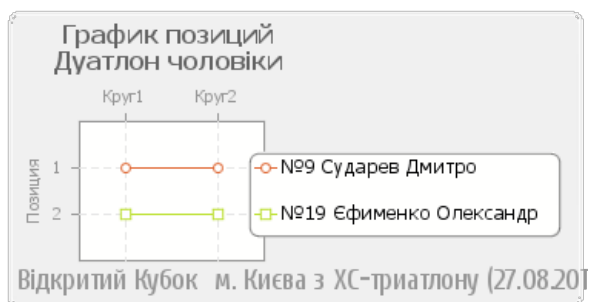 График позиций
Дуатлон чоловіки
Круг1 Круг2
Позиция
1
№9 Сударев Дмитро
2
№19 Єфименко Олександр
Відкритий Кубок м. Києва з ХС-триатлону (27.08.201